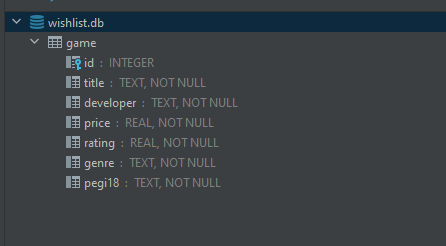 wishlist.db
game
id : INTEGER
title : TEXT, NOT NULL
developer : TEXT, NOT NULL
price : REAL, NOT NULL
rating : REAL, NOT NULL
genre : TEXT, NOT NULL
pegi18 : TEXT, NOT NULL